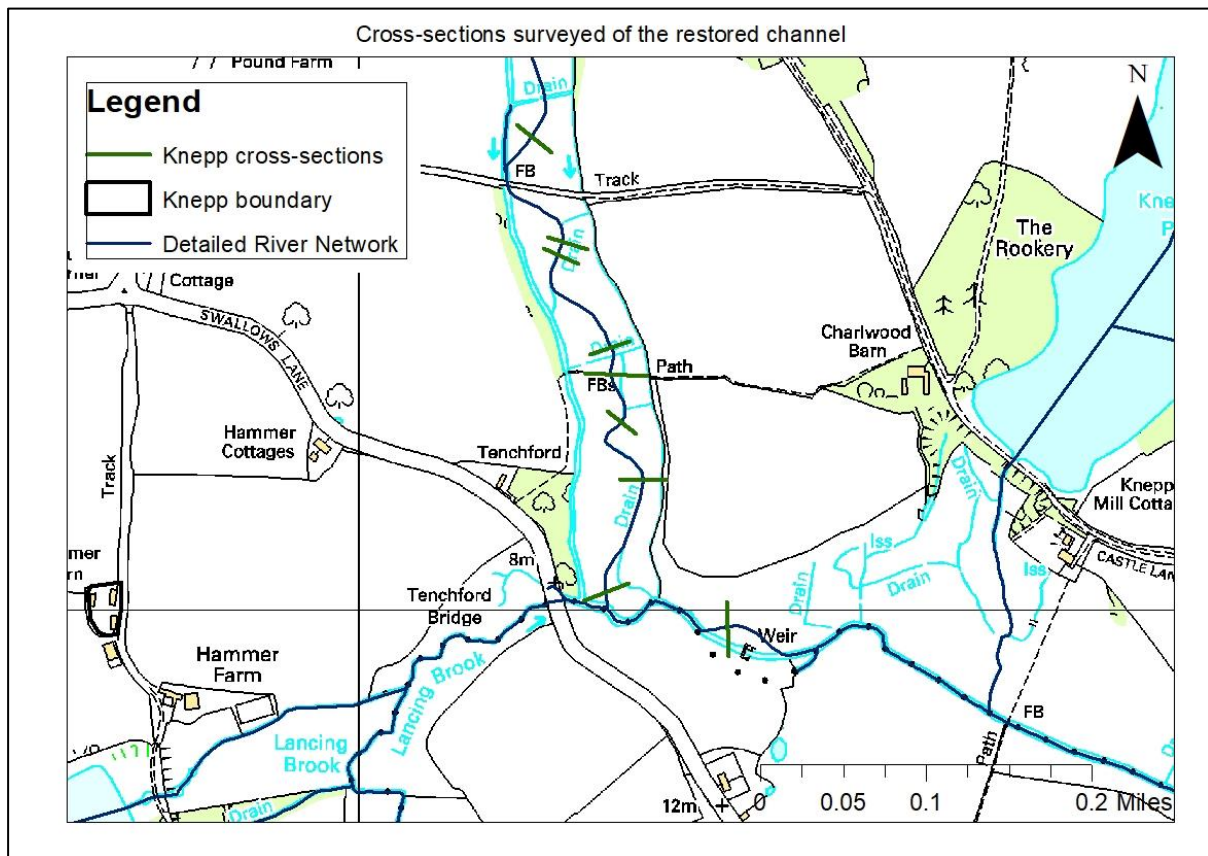 Cross-sections surveyed of the restored channel
Pound Farm
Legend
Knepp cross-sections
Knepp boundary
Detailed River Network
N
Drain
FB
Track
The
Rookery
Drain
Cottage
SWALLOWS LANE
Charlwood
Barn
Drain
Path
FBs
Hammer
Cottages
Tenchford
Track
Drain
Drain
Knepp
Mill Cotta
Iss
8m
Drain
Drain
Iss
CASTLE LAN
Tenchford
Bridge
Weir
Hammer
Farm
Lancing Brook
Lancing
Brook
FB
Path
Drain
12m
0 0.05 0.1 0.2 Miles